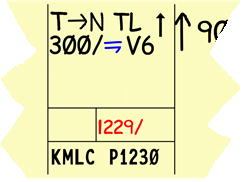 T→N TL ↑ ↑ 90
300/⇋ V6
1229/
KMLC P1230